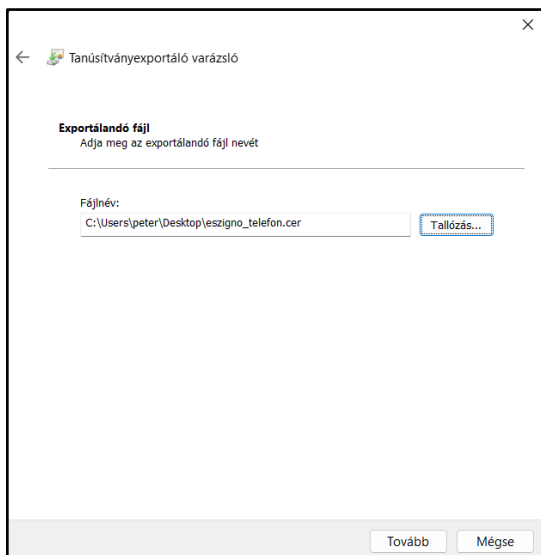 Tanúsítványexportáló varázsló
Exportálandó fájl
Adja meg az exportálandó fájl nevét
Fájlnév:
C:\Users\peter\Desktop\eszigno_telefon.cer
Tallózás...
Tovább
Mégse